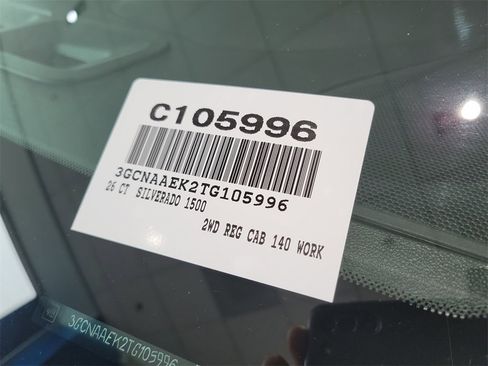 C105996
3GCNAAEK2TG105996
26 CT SILVERADO 1500
2WD REG CAB 140 WORK
3GCNAAEK2TG105996